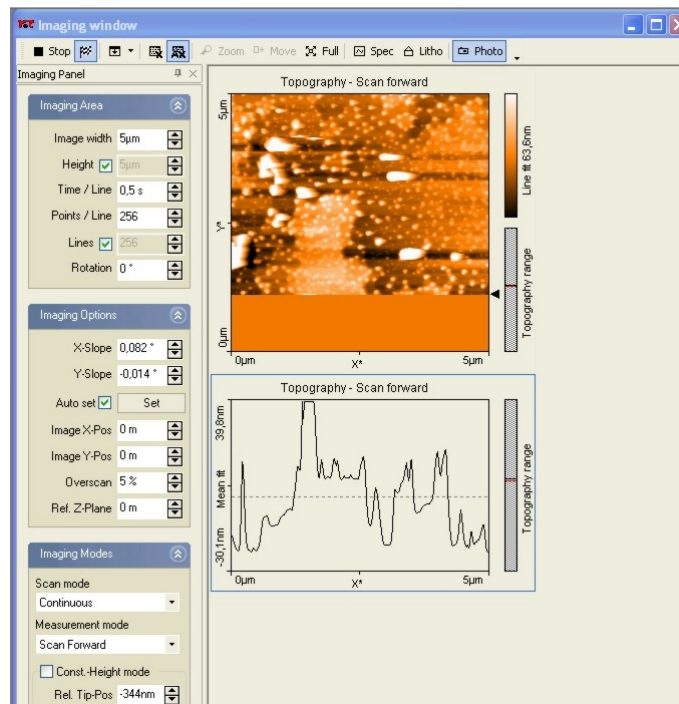 Imaging window
Stop
Zoom Move Full Spec Litho Photo
Imaging Panel
Imaging Area
Image width 5µm
Height 5µm
Time / Line 0,5 s
Points / Line 256
Lines 256
Rotation 0 °
Imaging Options
X-Slope 0,082 °
Y-Slope -0,014 °
Auto set Set
Image X-Pos 0 m
Image Y-Pos 0 m
Overscan 5 %
Ref. Z-Plane 0 m
Imaging Modes
Scan mode
Continuous
Measurement mode
Scan Forward
Const.-Height mode
Rel. Tip-Pos -344nm
Topography - Scan forward
5µm
Y*
0µm
0µm X* 5µm
Line fit 63,6nm
Topography range
Topography - Scan forward
39,8nm
Mean fit
-30,1nm
0µm X* 5µm
Topography range